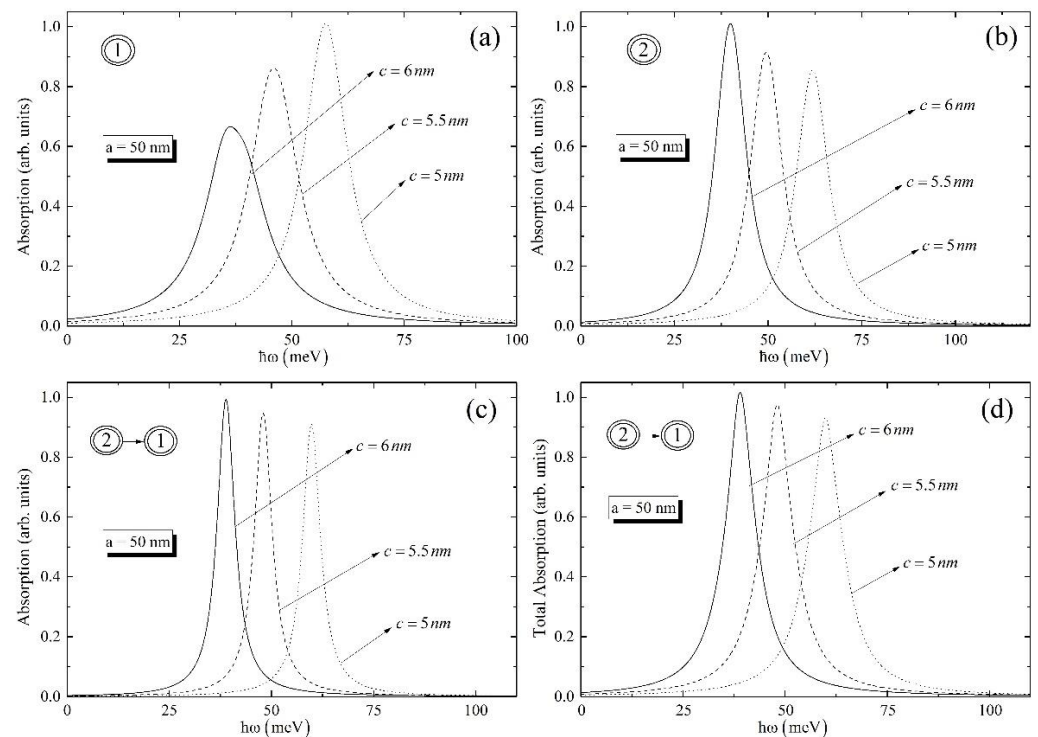 (a)
1
a = 50 nm
c = 6 nm
c = 5.5 nm
c = 5 nm
Absorption (arb. units)
1.0
0.8
0.6
0.4
0.2
0.0
0 25 50 75 100
ħω (meV)
(b)
2
a = 50 nm
c = 6 nm
c = 5.5 nm
c = 5 nm
Absorption (arb. units)
1.0
0.8
0.6
0.4
0.2
0.0
0 25 50 75 100
ħω (meV)
(c)
2 1
a = 50 nm
c = 6 nm
c = 5.5 nm
c = 5 nm
Absorption (arb. units)
1.0
0.8
0.6
0.4
0.2
0.0
0 25 50 75 100
hω (meV)
(d)
2 1
a = 50 nm
c = 6 nm
c = 5.5 nm
c = 5 nm
Total Absorption (arb. units)
1.0
0.8
0.6
0.4
0.2
0.0
0 25 50 75 100
hω (meV)